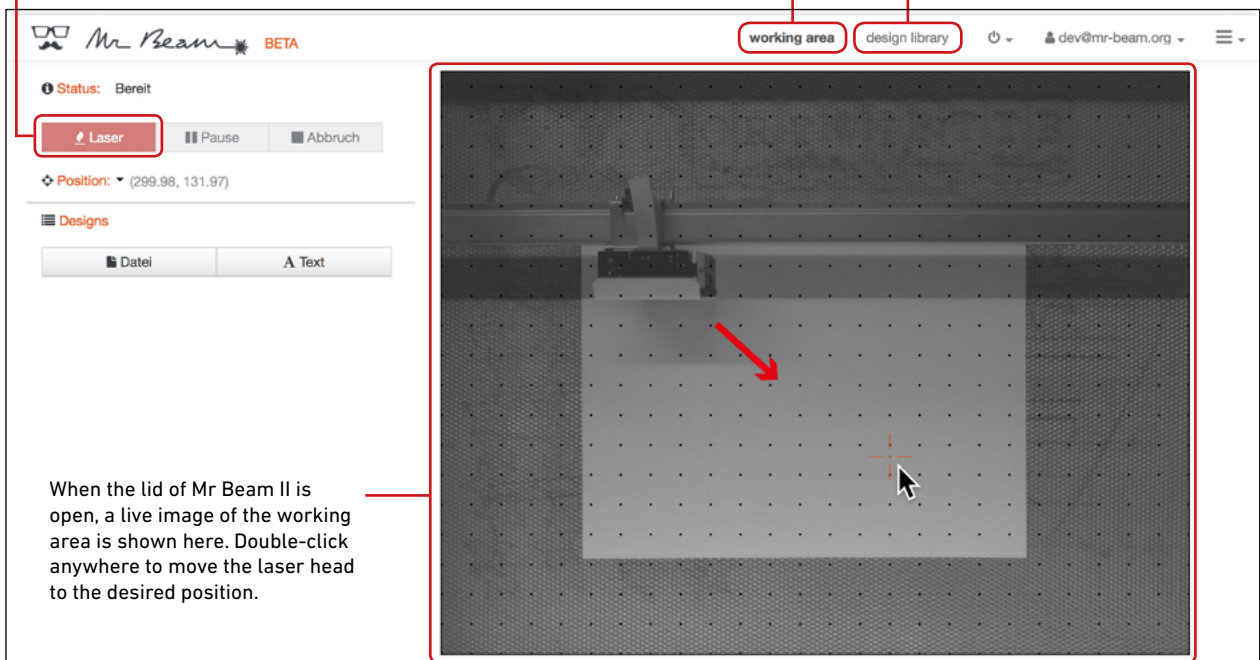 Mr Beam BETA
working area design library dev@mr-beam.org
Status: Bereit
Laser Pause Abbruch
Position: (299.98, 131.97)
Designs
Datei A Text
When the lid of Mr Beam II is
open, a live image of the working
area is shown here. Double-click
anywhere to move the laser head
to the desired position.